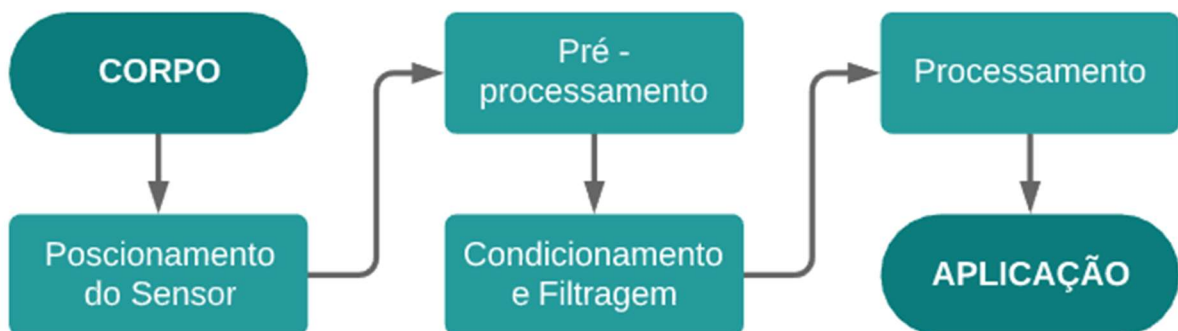 CORPO
Poscionamento
do Sensor
Pré -
processamento
Condicionamento
e Filtragem
Processamento
APLICAÇÃO